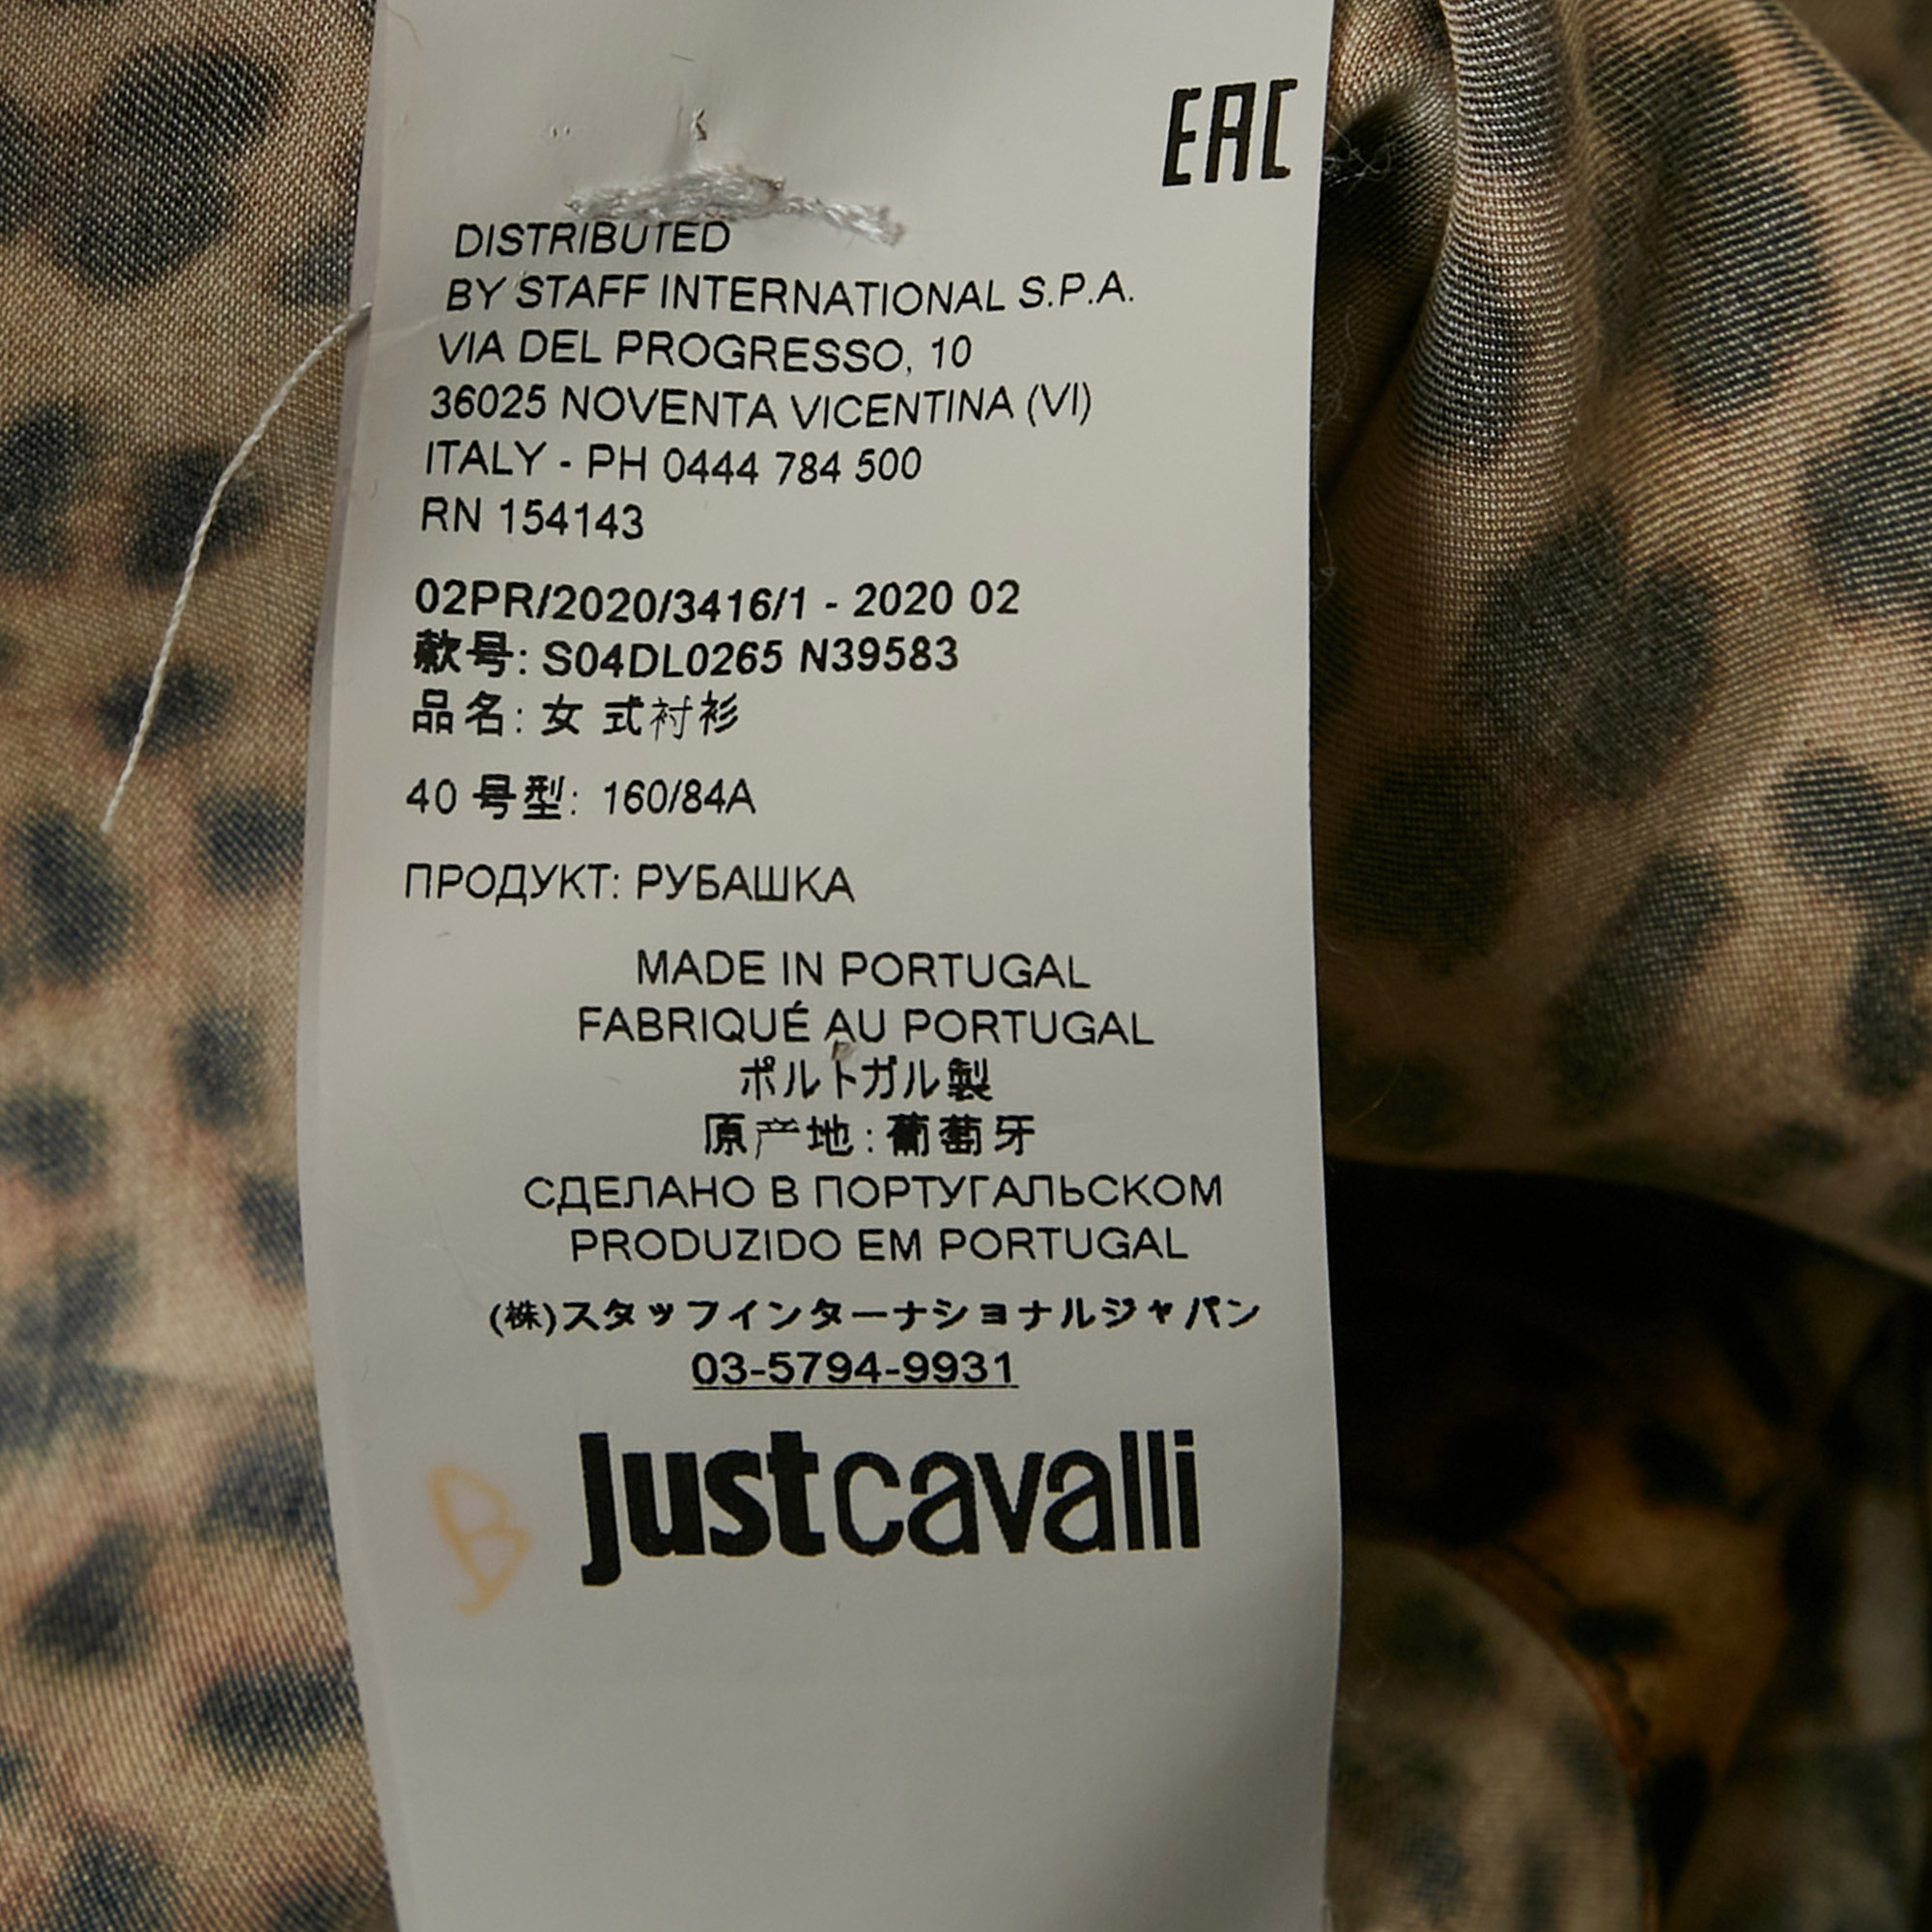 EAC
DISTRIBUTED
BY STAFF INTERNATIONAL S.P.A.
VIA DEL PROGRESSO, 10
36025 NOVENTA VICENTINA (VI)
ITALY - PH 0444 784 500
RN 154143
02PR/2020/3416/1 - 2020 02
款号: S04DL0265 N39583
品名: 女式衬衫
40 号型: 160/84A
ПРОДУКТ: РУБАШКА
MADE IN PORTUGAL
FABRIQUÉ AU PORTUGAL
ポルトガル製
原产地: 葡萄牙
СДЕЛАНО В ПОРТУГАЛЬСКОМ
PRODUZIDO EM PORTUGAL
(株)スタッフインターナショナルジャパン
03-5794-9931
B
justcavalli